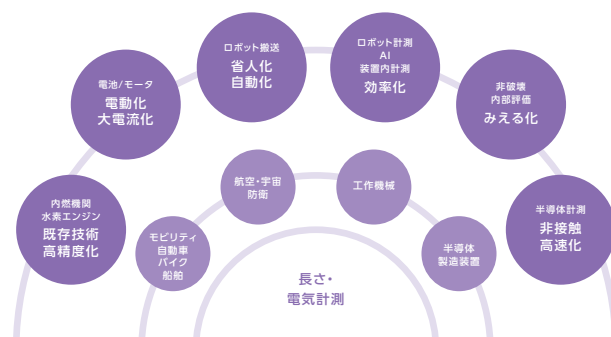 内燃機関
水素エンジン
既存技術
高精度化
電池/モータ
電動化
大電流化
ロボット搬送
省人化
自動化
ロボット計測
AI
装置内計測
効率化
非破壊
内部評価
みえる化
半導体計測
非接触
高速化
モビリティ
自動車
バイク
船舶
航空・宇宙
防衛
工作機械
半導体
製造装置
長さ・
電気計測